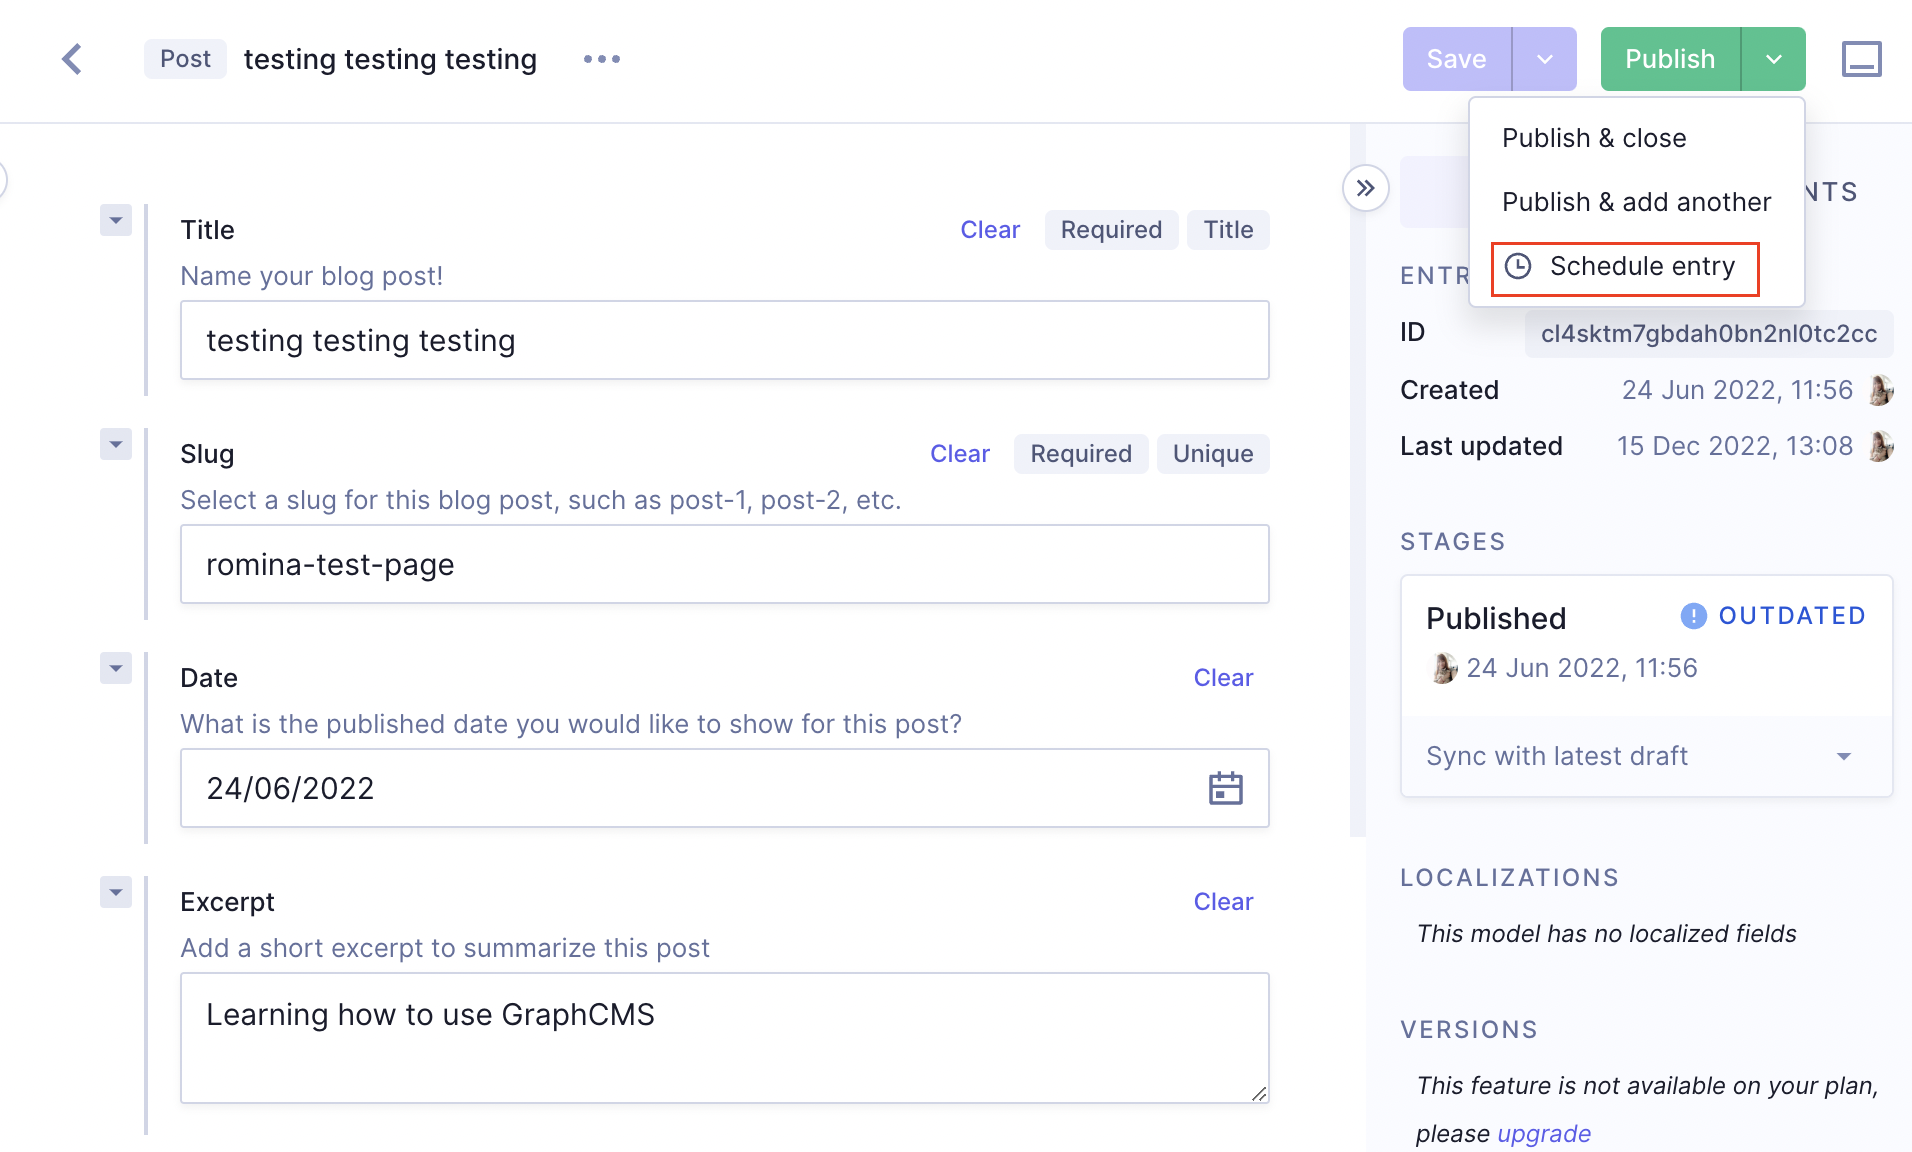 Post testing testing testing
Save
Publish
Publish & close
Publish & add another
Schedule entry
Title
Clear
Required
Title
Name your blog post!
testing testing testing
Slug
Clear
Required
Unique
Select a slug for this blog post, such as post-1, post-2, etc.
romina-test-page
Date
Clear
What is the published date you would like to show for this post?
24/06/2022
Excerpt
Clear
Add a short excerpt to summarize this post
Learning how to use GraphCMS
NTS
ENTR
ID cl4sktm7gbdah0bn2nl0tc2cc
Created 24 Jun 2022, 11:56
Last updated 15 Dec 2022, 13:08
STAGES
Published OUTDATED
24 Jun 2022, 11:56
Sync with latest draft
LOCALIZATIONS
This model has no localized fields
VERSIONS
This feature is not available on your plan,
please upgrade